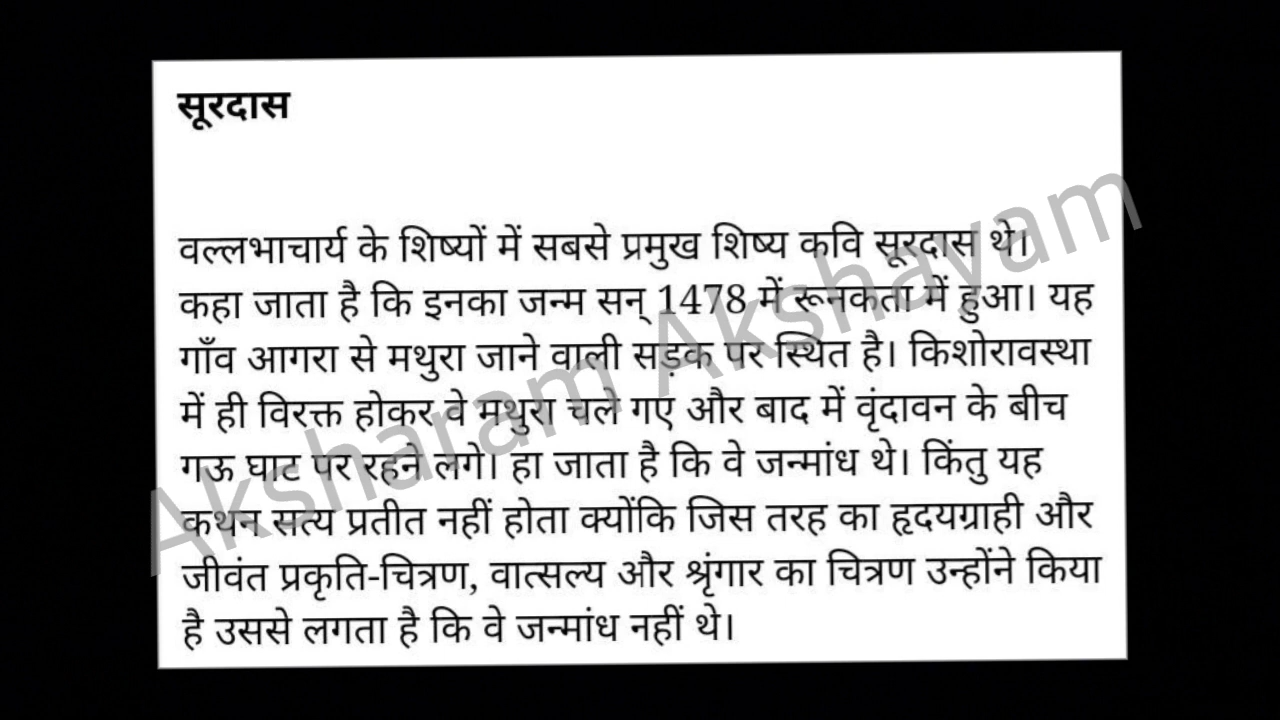 सूरदास
वल्लभाचार्य के शिष्यों में सबसे प्रमुख शिष्य कवि सूरदास थे।
कहा जाता है कि इनका जन्म सन् 1478 में रूनकता में हुआ। यह
गाँव आगरा से मथुरा जाने वाली सड़क पर स्थित है। किशोरावस्था
में ही विरक्त होकर वे मथुरा चले गए और बाद में वृंदावन के बीच
गऊ घाट पर रहने लगे। हा जाता है कि वे जन्मांध थे। किंतु यह
कथन सत्य प्रतीत नहीं होता क्योंकि जिस तरह का हृदयग्राही और
जीवंत प्रकृति-चित्रण, वात्सल्य और श्रृंगार का चित्रण उन्होंने किया
है उससे लगता है कि वे जन्मांध नहीं थे।
Aksharam Akshayam